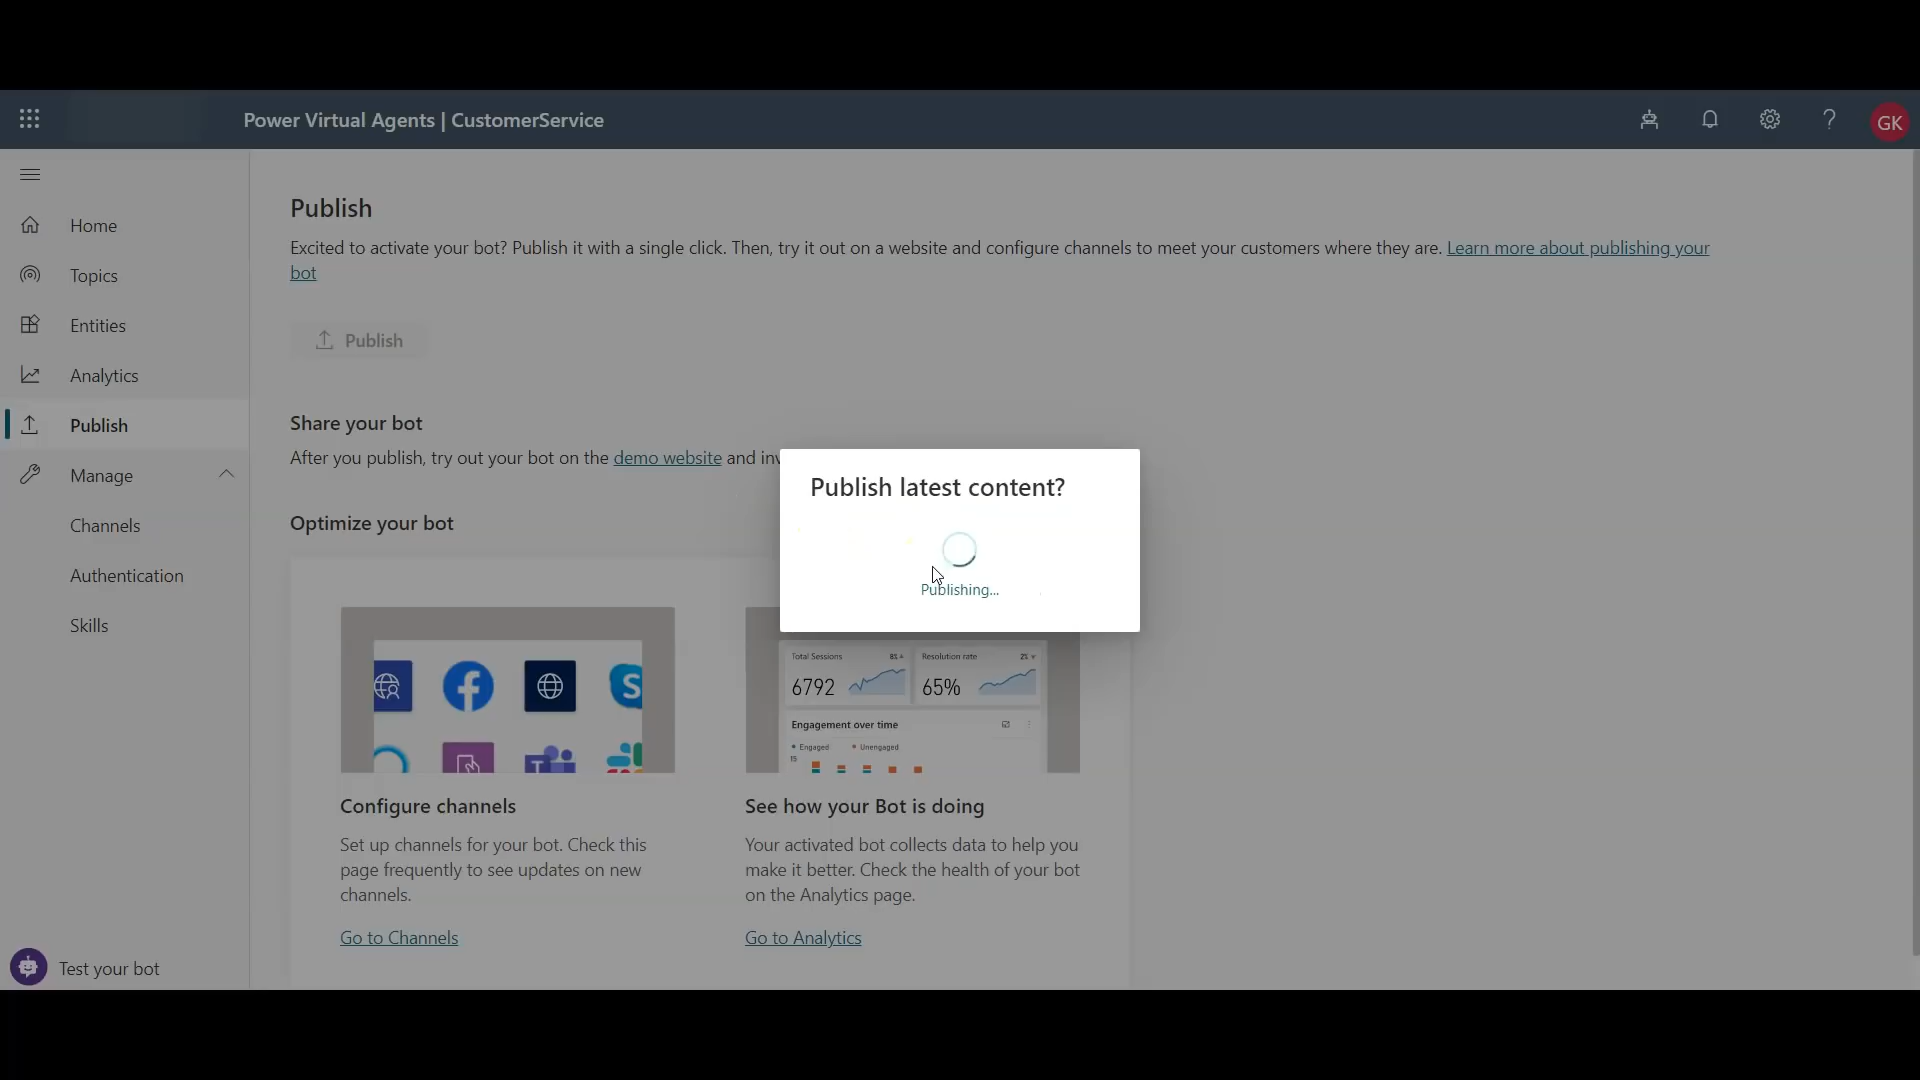 Power Virtual Agents | CustomerService
GK
Home
Topics
Entities
Analytics
Publish
Manage
Channels
Authentication
Skills
Test your bot
Publish
Excited to activate your bot? Publish it with a single click. Then, try it out on a website and configure channels to meet your customers where they are. Learn more about publishing your
bot
Publish
Share your bot
After you publish, try out your bot on the demo website and
Optimize your bot
Publish latest content?
Publishing...
Total Sessions 8%
6792
Resolution rate 2%
65%
Engagement over time
Engaged Unengaged
15
Configure channels
Set up channels for your bot. Check this
page frequently to see updates on new
channels.
Go to Channels
See how your Bot is doing
Your activated bot collects data to help you
make it better. Check the health of your bot
on the Analytics page.
Go to Analytics